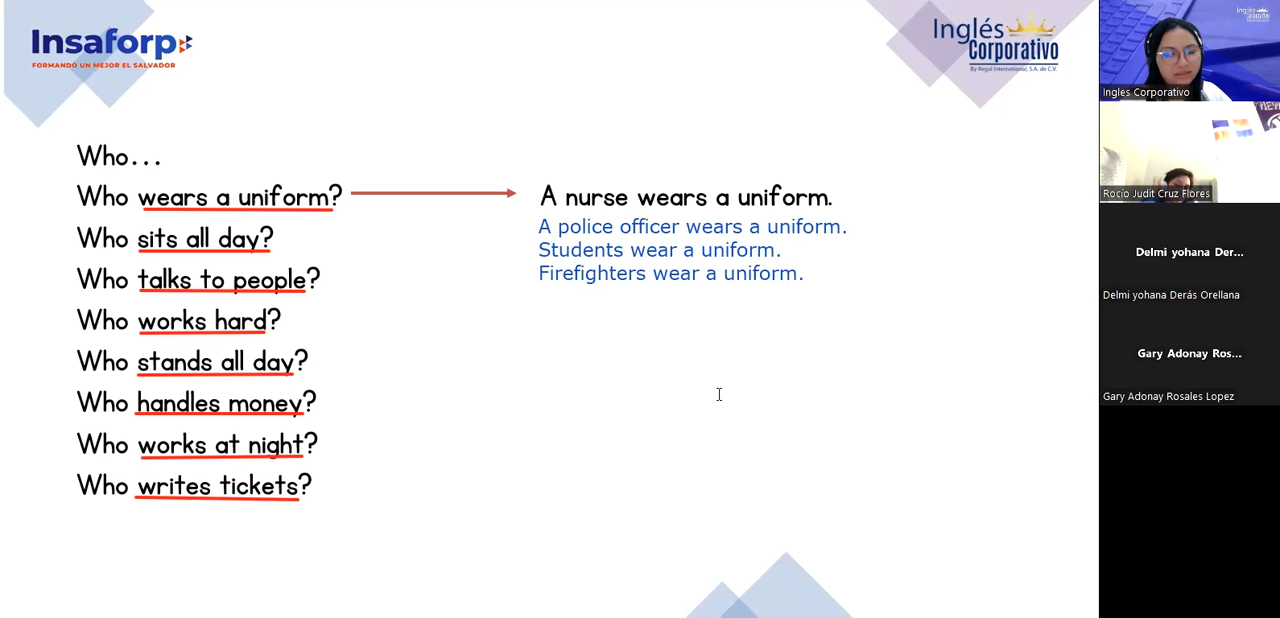 Insaforp
FORMANDO UN MEJOR EL SALVADOR
Inglés
Corporativo
By Regal International, S.A. de C.V.
Who...
Who wears a uniform?
Who sits all day?
Who talks to people?
Who works hard?
Who stands all day?
Who handles money?
Who works at night?
Who writes tickets?
A nurse wears a uniform.
A police officer wears a uniform.
Students wear a uniform.
Firefighters wear a uniform.
Inglés
Ingles Corporativo
Rocío Judit Cruz Flores
Delmi yohana Der...
Delmi yohana Derás Orellana
Gary Adonay Ros...
Gary Adonay Rosales Lopez